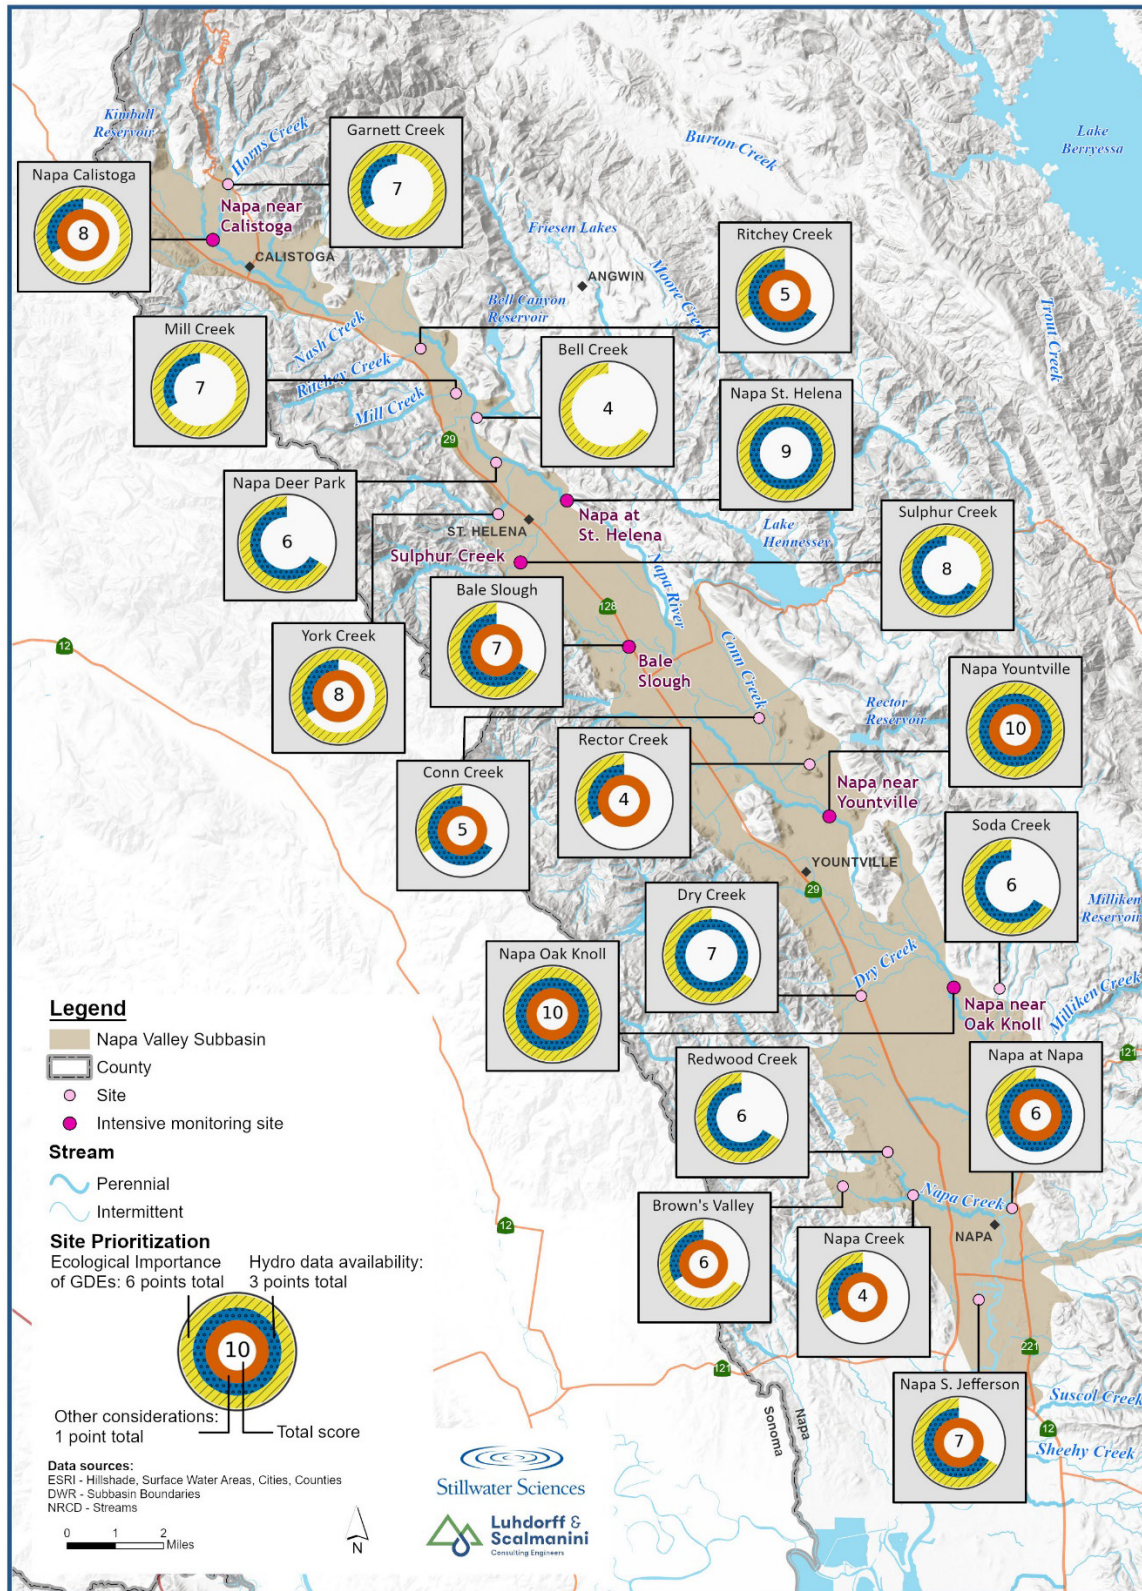 Kimball
Reservoir
Horns Creek
Garnett Creek
7
Burton Creek
Lake
Berryessa
Napa Calistoga
8
Napa near
Calistoga
CALISTOGA
Friesen Lakes
ANGWIN
Moore Creek
Ritchey Creek
5
Trout Creek
Bell Canyon
Reservoir
Mill Creek
7
Nash Creek
Ritchey Creek
Mill Creek
Bell Creek
4
Napa St. Helena
9
29
Napa Deer Park
6
ST. HELENA
Napa at
St. Helena
Lake
Hennessey
Sulphur Creek
8
Sulphur Creek
Napa River
Bale Slough
7
128
12
York Creek
8
Bale
Slough
Conn Creek
Napa Yountville
10
Rector
Reservoir
Rector Creek
4
Conn Creek
5
Napa near
Yountville
Soda Creek
6
YOUNTVILLE
29
Dry Creek
7
Milliken
Reservoir
Napa Oak Knoll
10
Dry Creek
Napa near
Oak Knoll
Milliken Creek
121
Redwood Creek
6
Napa at Napa
6
Brown's Valley
6
Napa Creek
NAPA
Napa Creek
4
12
221
121
Napa S. Jefferson
7
Suscol Creek
12
Sheehy Creek
Napa
Sonoma
Legend
Napa Valley Subbasin
County
Site
Intensive monitoring site
Stream
Perennial
Intermittent
Site Prioritization
Ecological Importance
of GDEs: 6 points total
Hydro data availability:
3 points total
10
Other considerations:
1 point total
Total score
Data sources:
ESRI - Hillshade, Surface Water Areas, Cities, Counties
DWR - Subbasin Boundaries
NRCD - Streams
0 1 2
Miles
N
Stillwater Sciences
Luhdorff &
Scalmanini
Consulting Engineers